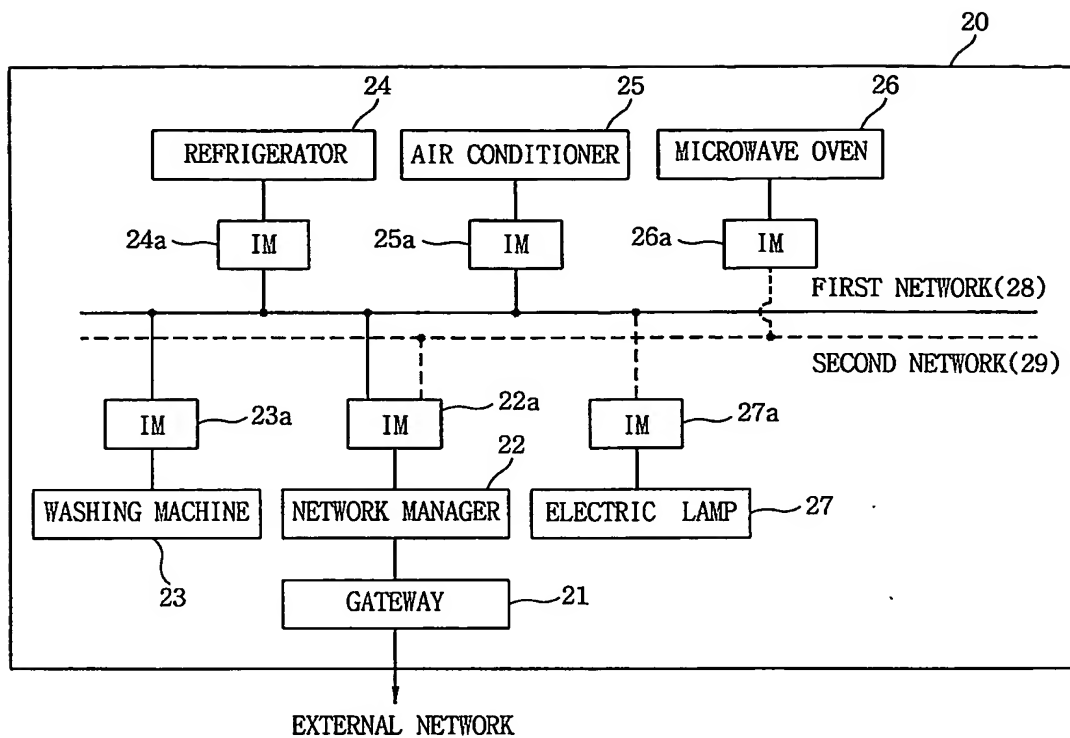 20
24
25
26
REFRIGERATOR
AIR CONDITIONER
MICROWAVE OVEN
24a
IM
25a
IM
26a
IM
FIRST NETWORK(28)
SECOND NETWORK(29)
IM
23a
IM
22a
IM
27a
22
WASHING MACHINE
NETWORK MANAGER
ELECTRIC LAMP
27
23
GATEWAY
21
EXTERNAL NETWORK